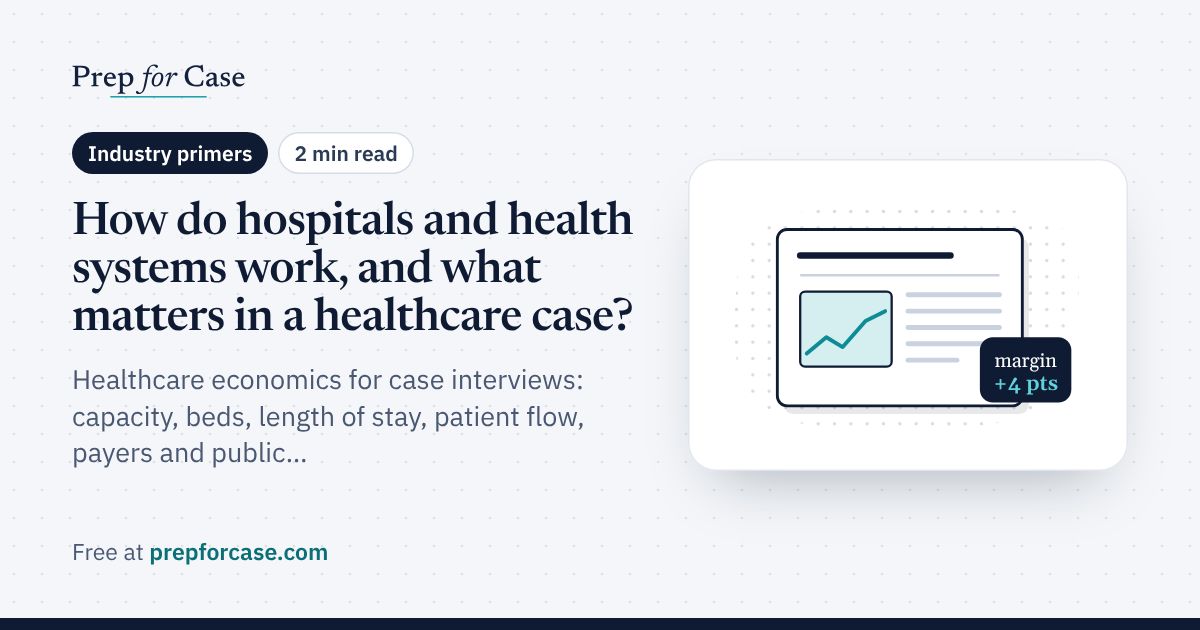 Prep for Case
Industry primers
2 min read
How do hospitals and health
systems work, and what
matters in a healthcare case?
Healthcare economics for case interviews:
capacity, beds, length of stay, patient flow,
payers and public...
margin
+4 pts
Free at prepforcase.com